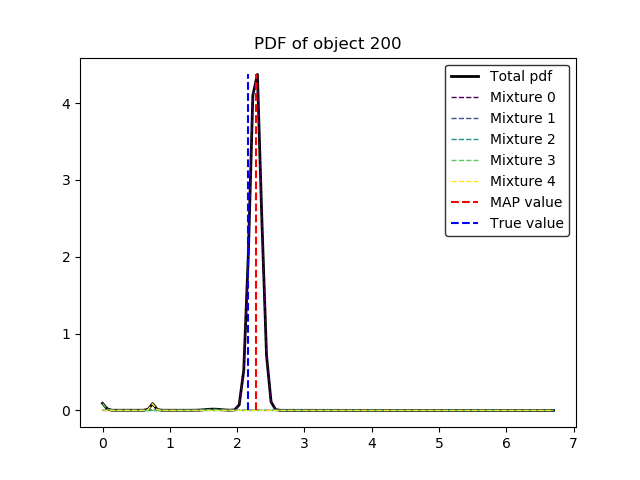 PDF of object 200
Total pdf
Mixture 0
Mixture 1
Mixture 2
Mixture 3
Mixture 4
MAP value
True value
4
3
2
1
0
0 1 2 3 4 5 6 7